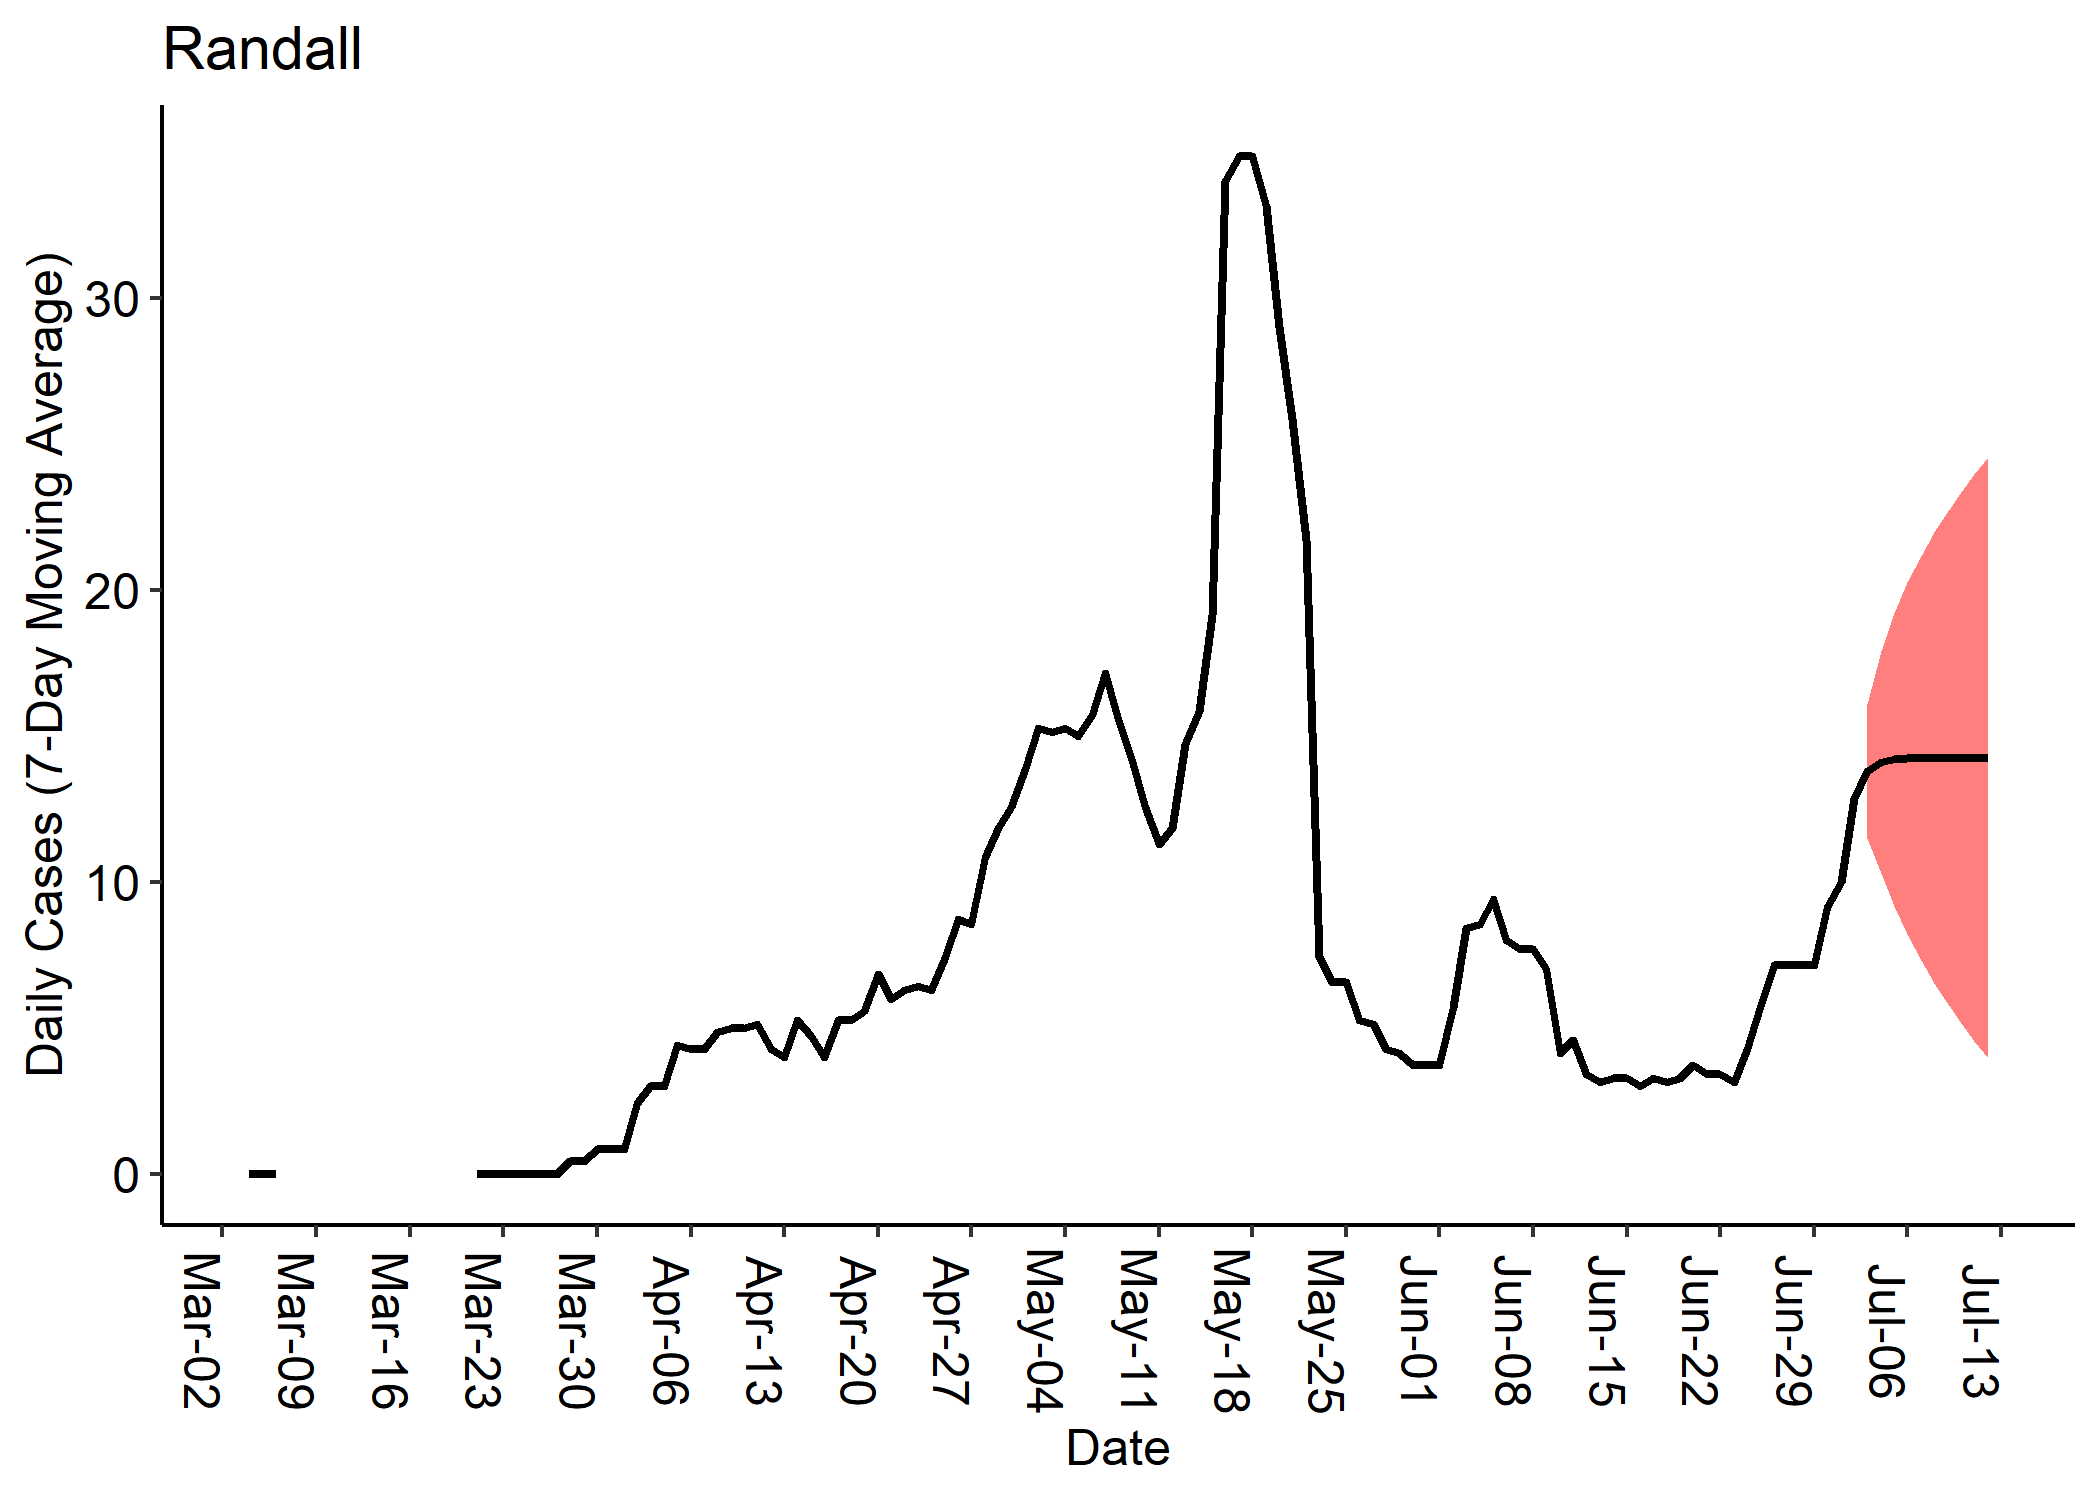 Randall
Daily Cases (7-Day Moving Average)
30
20
10
0
Mar-02
Mar-09
Mar-16
Mar-23
Mar-30
Apr-06
Apr-13
Apr-20
Apr-27
May-04
May-11
May-18
May-25
Jun-01
Jun-08
Jun-15
Jun-22
Jun-29
Jul-06
Jul-13
Date